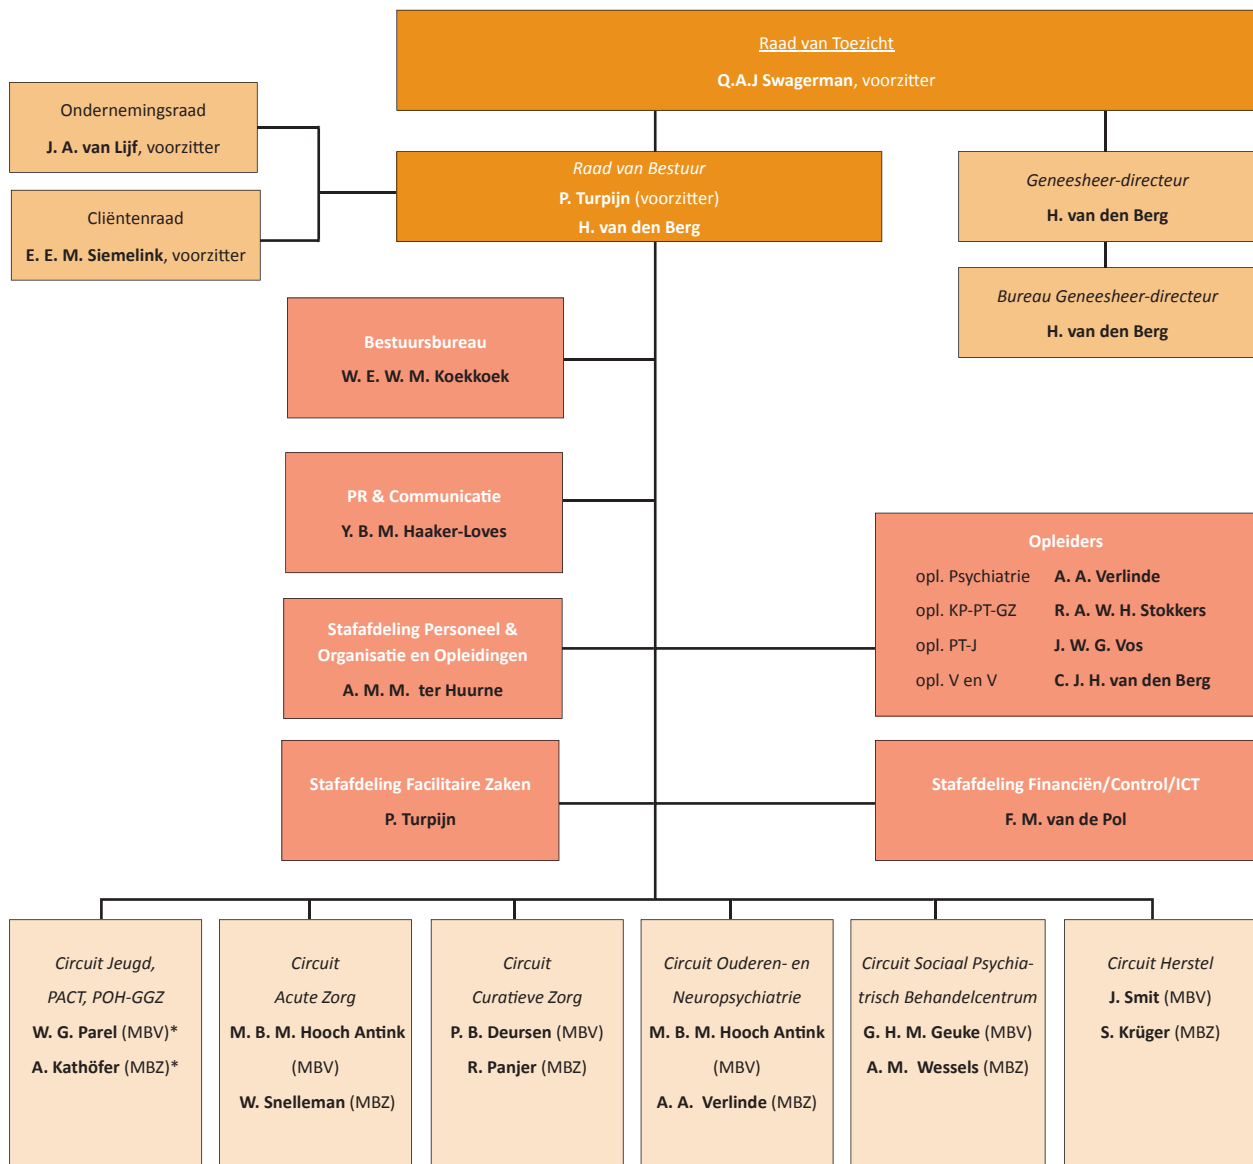 Raad van Toezicht
Q.A.J Swagerman, voorzitter
Ondernemingsraad
J. A. van Lijf, voorzitter
Cliëntenraad
E. E. M. Siemelink, voorzitter
Raad van Bestuur
P. Turpijn (voorzitter)
H. van den Berg
Geneesheer-directeur
H. van den Berg
Bureau Geneesheer-directeur
H. van den Berg
Bestuursbureau
W. E. W. M. Koekkoek
PR & Communicatie
Y. B. M. Haaker-Loves
Stafafdeling Personeel &
Organisatie en Opleidingen
A. M. M. ter Huurne
Opleiders
opl. Psychiatrie A. A. Verlinde
opl. KP-PT-GZ R. A. W. H. Stokkers
opl. PT-J J. W. G. Vos
opl. V en V C. J. H. van den Berg
Stafafdeling Facilitaire Zaken
P. Turpijn
Stafafdeling Financiën/Control/ICT
F. M. van de Pol
Circuit Jeugd,
PACT, POH-GGZ
W. G. Parel (MBV)*
A. Kathöfer (MBZ)*
Circuit
Acute Zorg
M. B. M. Hooch Antink
(MBV)
W. Snelleman (MBZ)
Circuit
Curatieve Zorg
P. B. Deursen (MBV)
R. Panjer (MBZ)
Circuit Ouderen- en
Neuropsychiatrie
M. B. M. Hooch Antink
(MBV)
A. A. Verlinde (MBZ)
Circuit Sociaal Psychia-
trisch Behandelcentrum
G. H. M. Geuke (MBV)
A. M. Wessels (MBZ)
Circuit Herstel
J. Smit (MBV)
S. Krüger (MBZ)